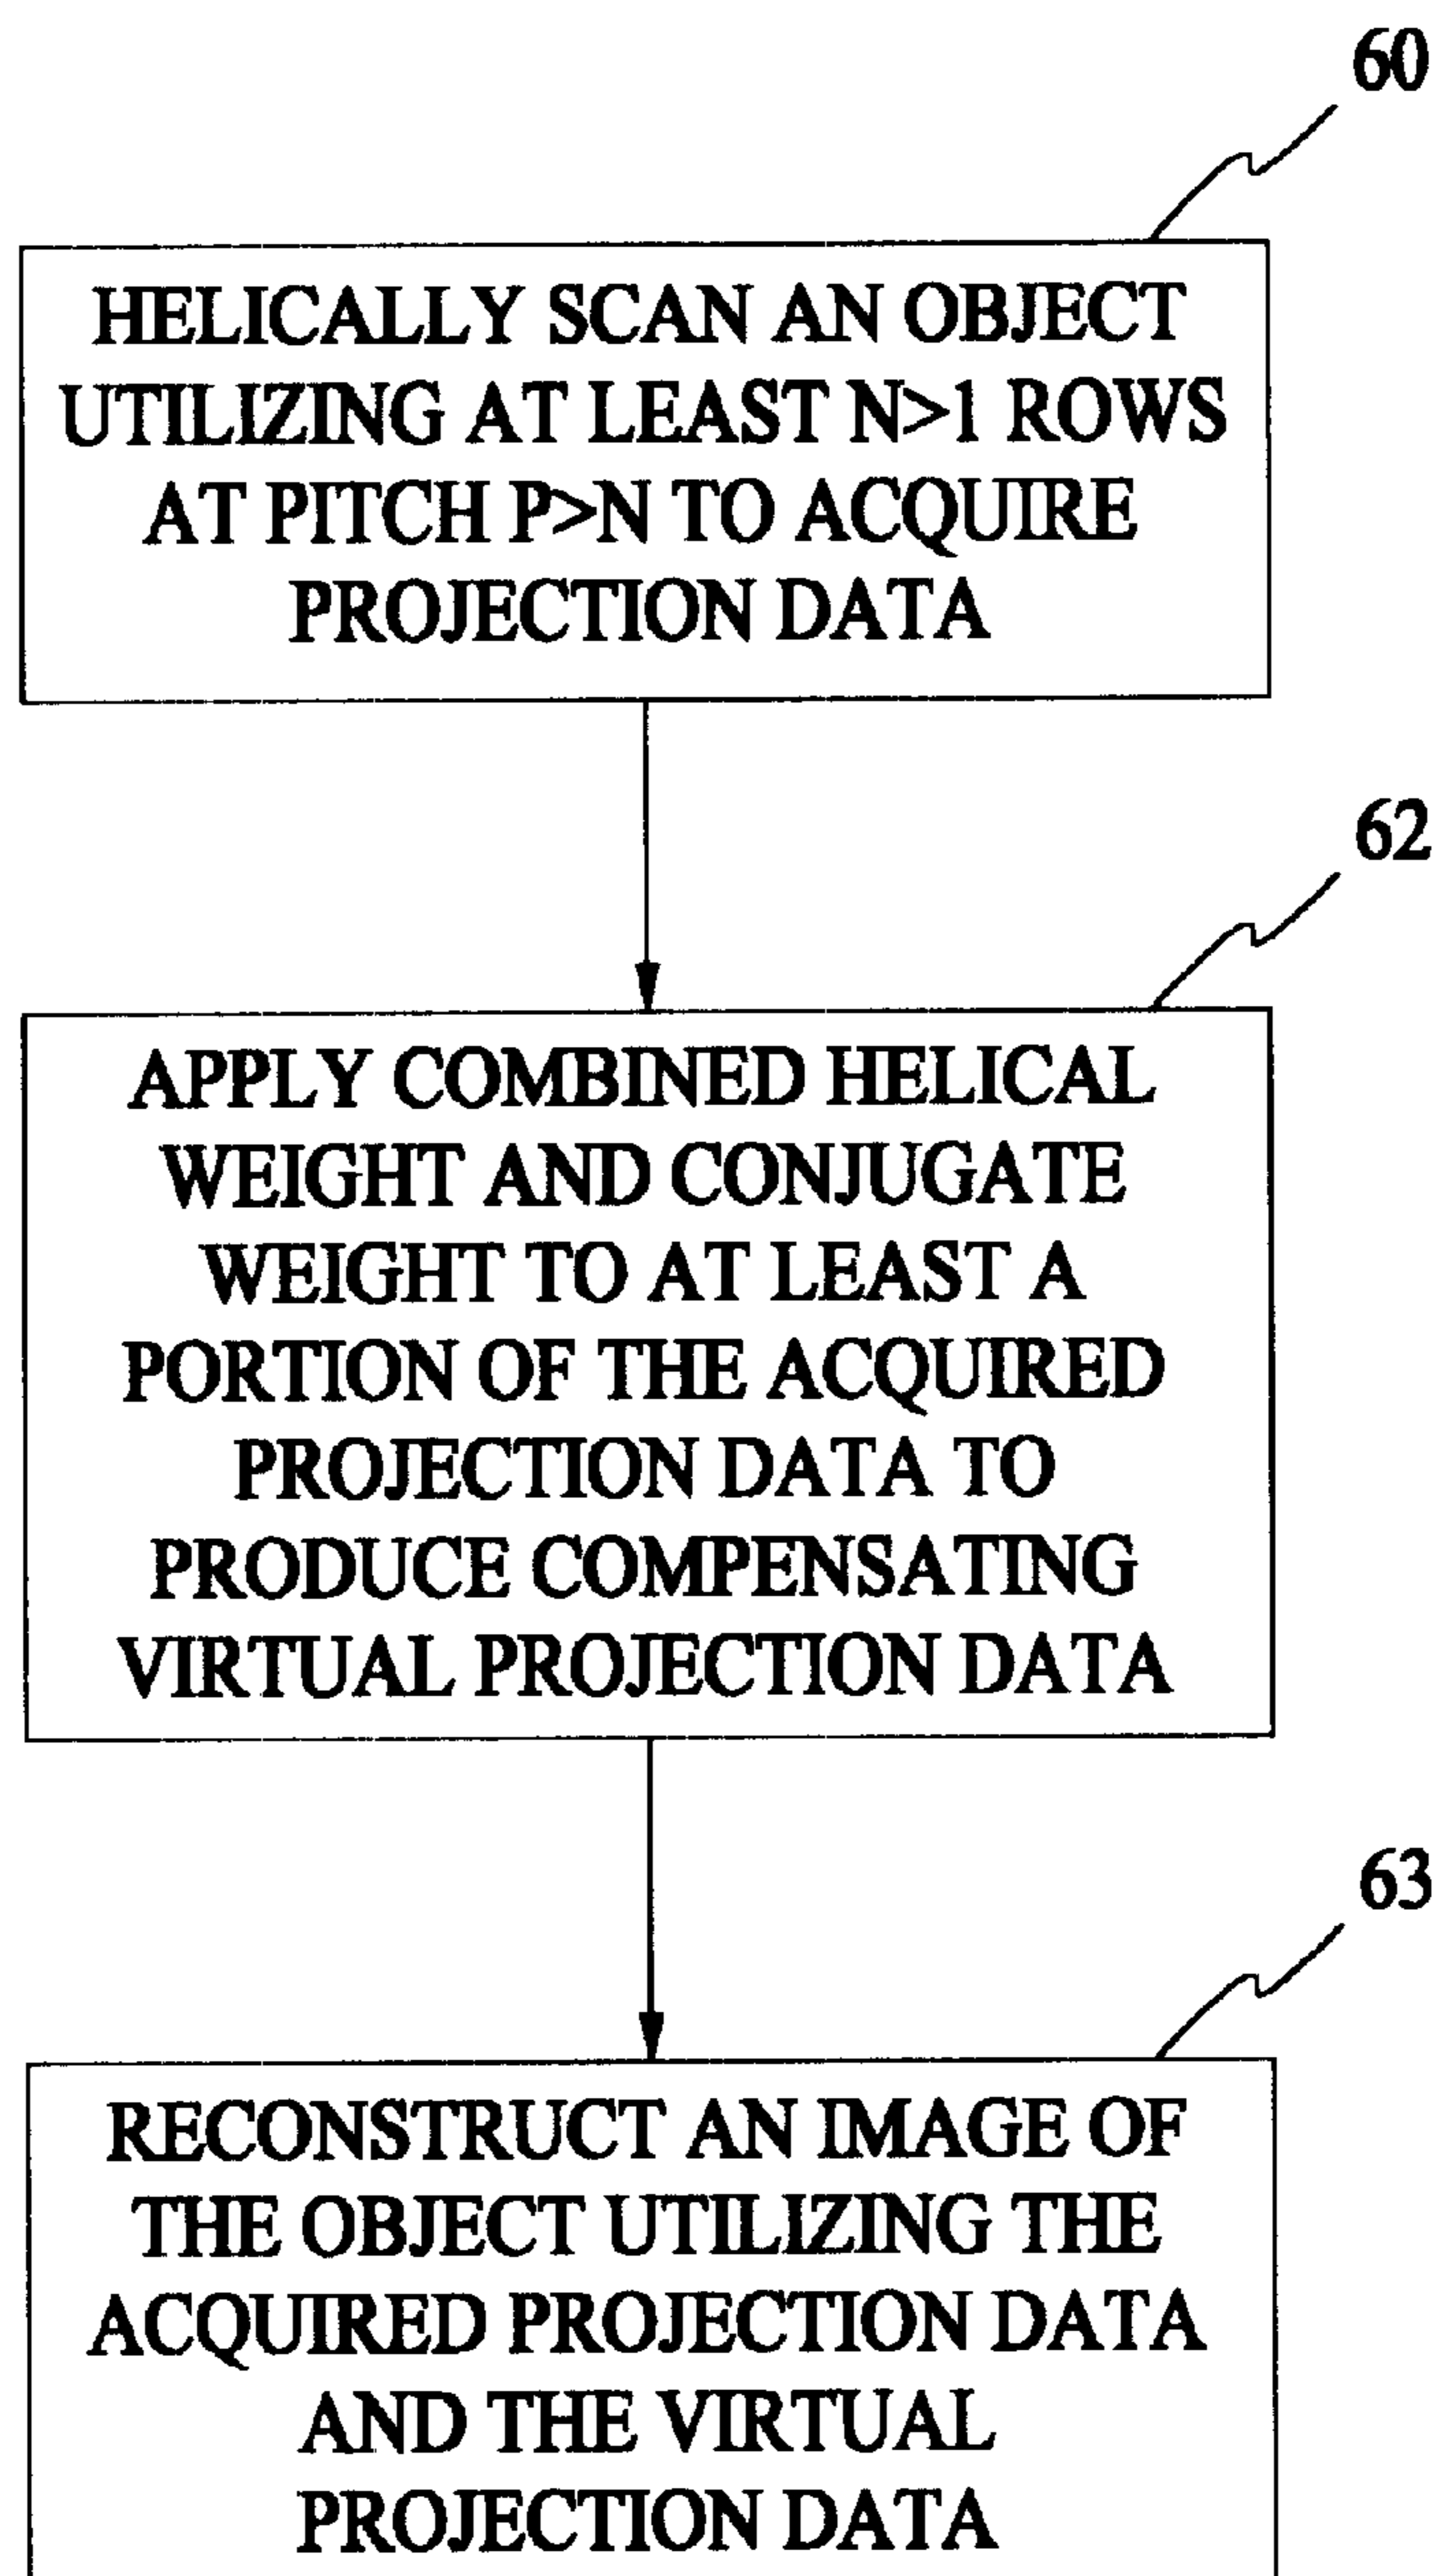 60
HELICALLY SCAN AN OBJECT
UTILIZING AT LEAST N>1 ROWS
AT PITCH P>N TO ACQUIRE
PROJECTION DATA
62
APPLY COMBINED HELICAL
WEIGHT AND CONJUGATE
WEIGHT TO AT LEAST A
PORTION OF THE ACQUIRED
PROJECTION DATA TO
PRODUCE COMPENSATING
VIRTUAL PROJECTION DATA
63
RECONSTRUCT AN IMAGE OF
THE OBJECT UTILIZING THE
ACQUIRED PROJECTION DATA
AND THE VIRTUAL
PROJECTION DATA